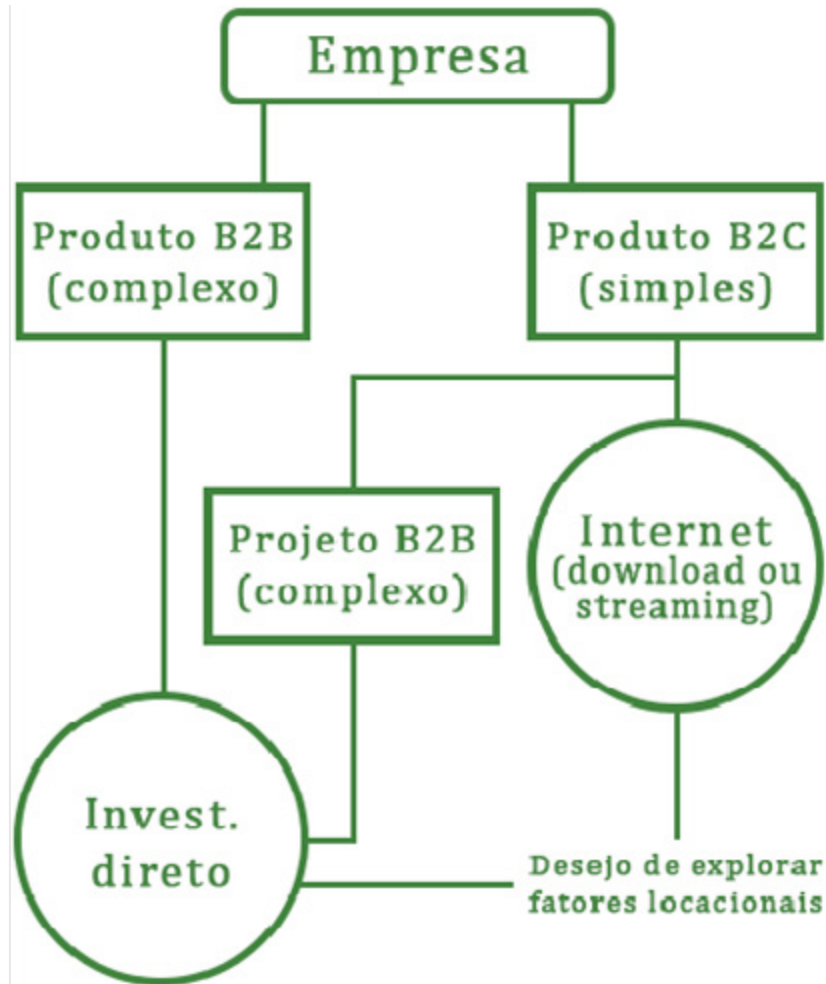 Empresa
Produto B2B
(complexo)
Produto B2C
(simples)
Projeto B2B
(complexo)
Internet
(download ou
streaming)
Invest.
direto
Desejo de explorar
fatores locacionais